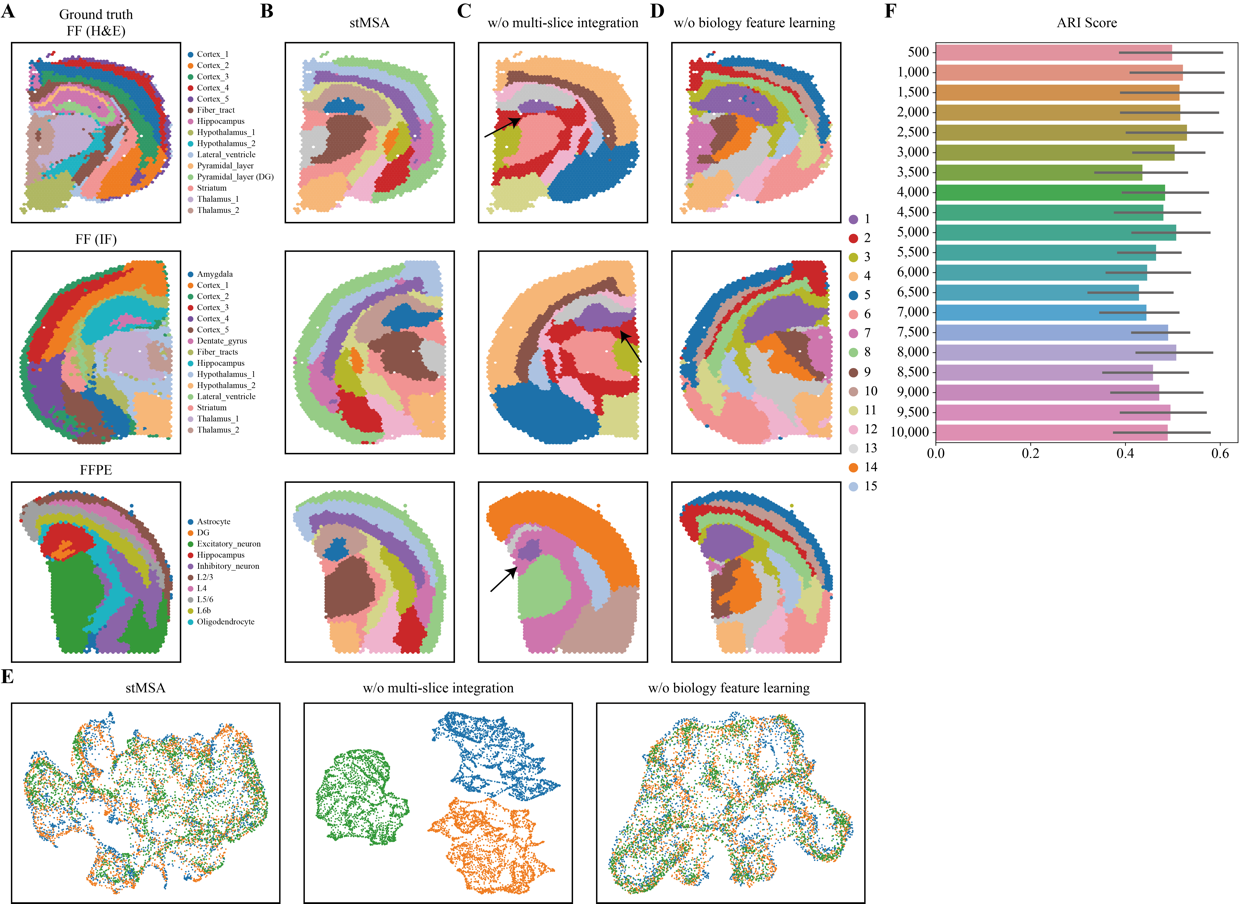 A
Ground truth
FF (H&E)
Cortex_1
Cortex_2
Cortex_3
Cortex_4
Cortex_5
Fiber_tract
Hippocampus
Hypothalamus_1
Hypothalamus_2
Lateral_ventricle
Pyramidal_layer
Pyramidal_layer (DG)
Striatum
Thalamus_1
Thalamus_2
FF (IF)
Amygdala
Cortex_1
Cortex_2
Cortex_3
Cortex_4
Cortex_5
Dentate_gyrus
Fiber_tracts
Hippocampus
Hypothalamus_1
Hypothalamus_2
Lateral_ventricle
Striatum
Thalamus_1
Thalamus_2
FFPE
Astrocyte
DG
Excitatory_neuron
Hippocampus
Inhibitory_neuron
L2/3
L4
L5/6
L6b
Oligodendrocyte
B
stMSA
C
w/o multi-slice integration
D
w/o biology feature learning
1
2
3
4
5
6
7
8
9
10
11
12
13
14
15
F
ARI Score
500
1,000
1,500
2,000
2,500
3,000
3,500
4,000
4,500
5,000
5,500
6,000
6,500
7,000
7,500
8,000
8,500
9,000
9,500
10,000
0.0 0.2 0.4 0.6
E
stMSA
w/o multi-slice integration
w/o biology feature learning